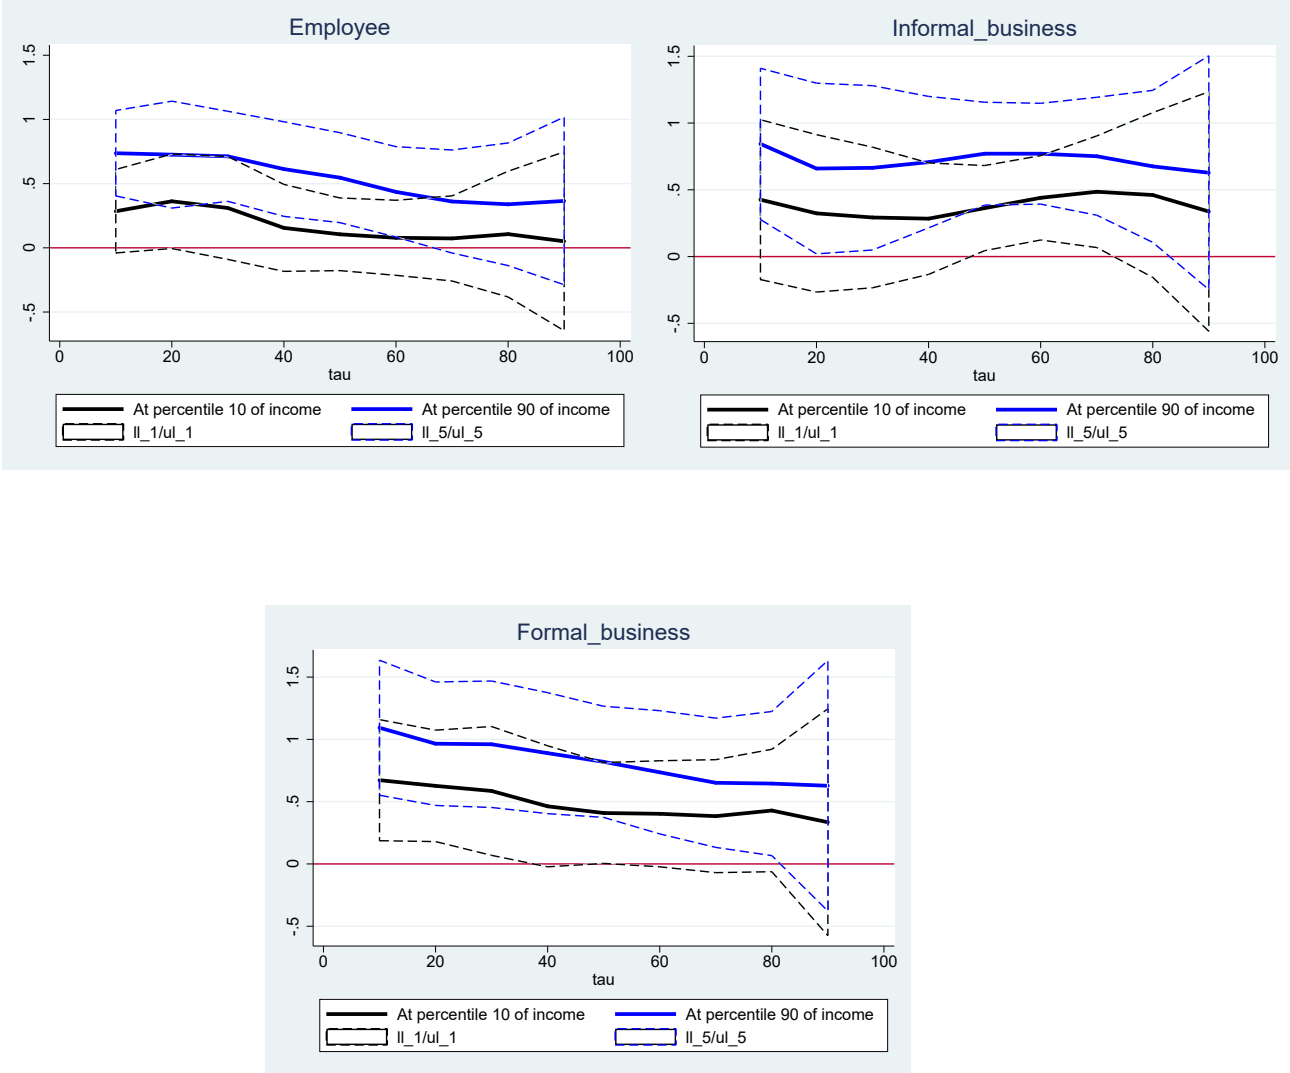 Employee
1.5
1
.5
0
-.5
0 20 40 60 80 100
tau
At percentile 10 of income At percentile 90 of income
ll_1/ul_1 ll_5/ul_5
Informal_business
1.5
1
.5
0
-.5
0 20 40 60 80 100
tau
At percentile 10 of income At percentile 90 of income
ll_1/ul_1 ll_5/ul_5
Formal_business
1.5
1
.5
0
-.5
0 20 40 60 80 100
tau
At percentile 10 of income At percentile 90 of income
ll_1/ul_1 ll_5/ul_5